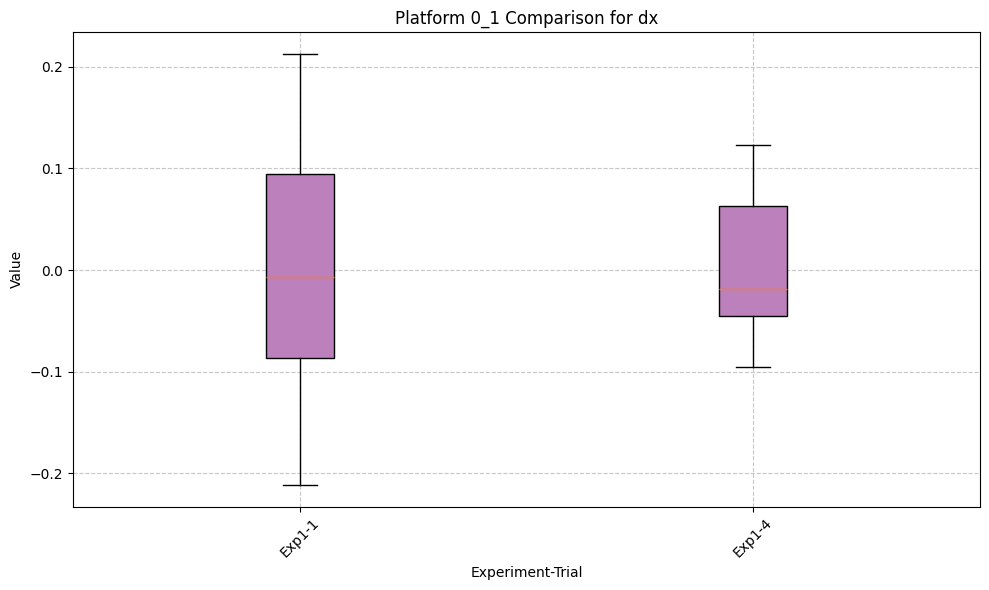 Platform 0_1 Comparison for dx
0.2
0.1
0.0
−0.1
−0.2
Value
Exp1-1
Exp1-4
Experiment-Trial